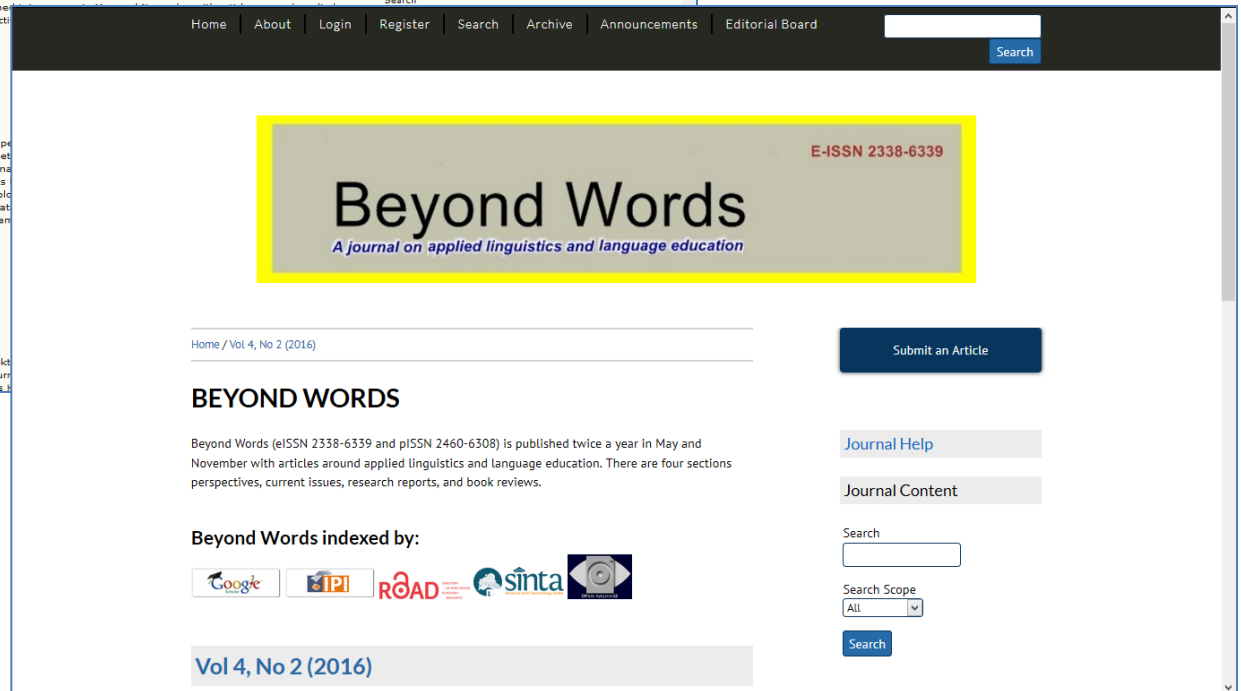 Search
Home About Login Register Search Archive Announcements Editorial Board
Search
E-ISSN 2338-6339
Beyond Words
A journal on applied linguistics and language education
Home / Vol 4, No 2 (2016)
Submit an Article
BEYOND WORDS
Beyond Words (eISSN 2338-6339 and pISSN 2460-6308) is published twice a year in May and
November with articles around applied linguistics and language education. There are four sections
perspectives, current issues, research reports, and book reviews.
Journal Help
Journal Content
Search
Search Scope
All
Search
Beyond Words indexed by:
Google Scholar IPI ROAD sinta OPEN ARCHIVES
Vol 4, No 2 (2016)